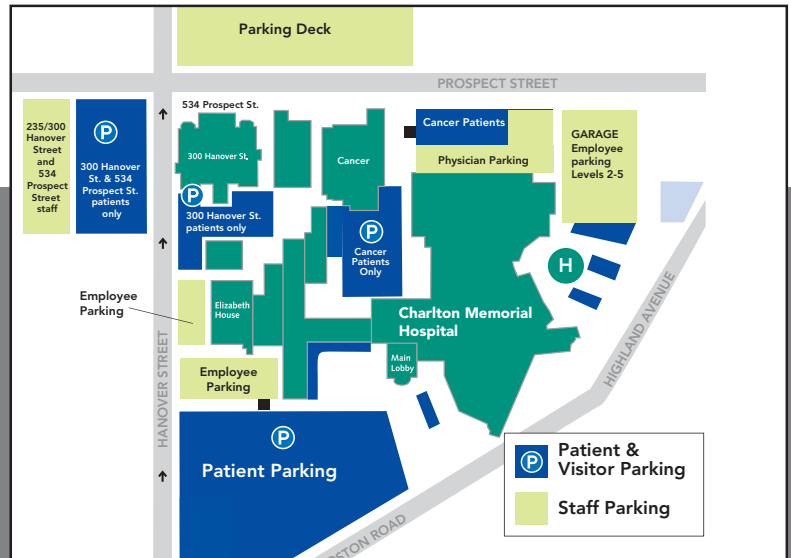 Parking Deck
PROSPECT STREET
534 Prospect St.
235/300
Hanover
Street
and
534
Prospect
Street
staff
P
300 Hanover
St. & 534
Prospect St.
patients
only
300 Hanover St.
Cancer
Cancer Patients
Physician Parking
GARAGE
Employee
parking
Levels 2-5
P
300 Hanover St.
patients only
P
Cancer
Patients
Only
H
Employee
Parking
Elizabeth
House
Charlton Memorial
Hospital
HIGHLAND AVENUE
HANOVER STREET
Main
Lobby
Employee
Parking
P
Patient Parking
P
Patient &
Visitor Parking
Staff Parking
ROAD